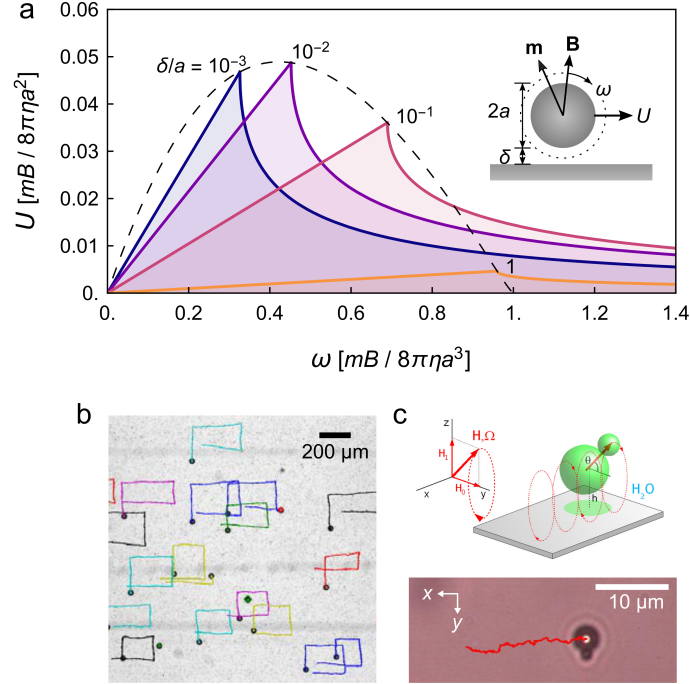 a
U [mB / 8πηa²]
0.06
0.05
0.04
0.03
0.02
0.01
0.
δ/a = 10⁻³
10⁻²
10⁻¹
1
m
B
ω
2a
U
δ
0.0
0.2
0.4
0.6
0.8
1.
1.2
1.4
ω [mB / 8πηa³]
b
200 μm
c
z
H,Ω
H₁
H₀
x
y
θ
h
H₂O
10 μm
x
y